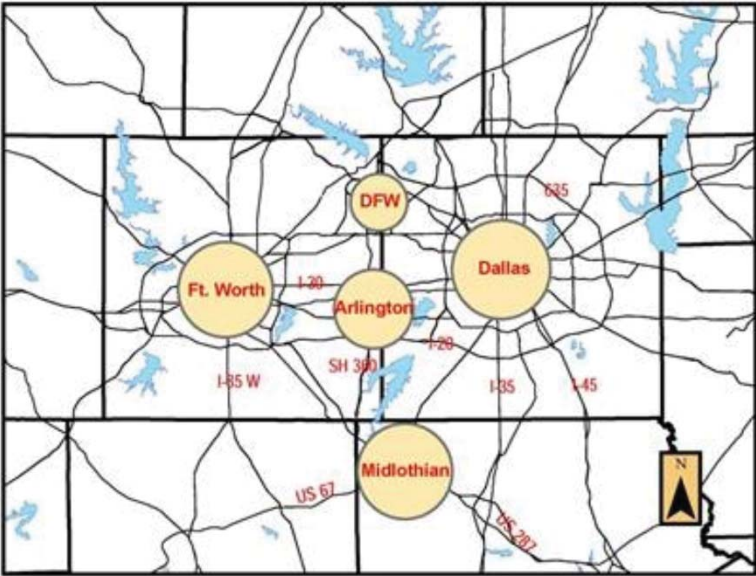 DFW
635
Dallas
Ft. Worth
I-30
Arlington
I-20
SH 360
I-35 W
I-35
I-45
Midlothian
N
US 67
US 287